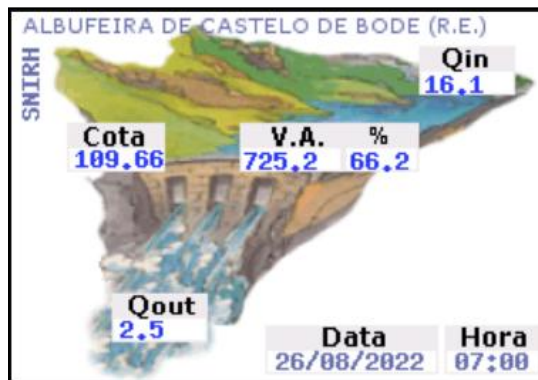 ALBUFEIRA DE CASTELO DE BODE (R.E.)
SNIRH
Qin
16.1
Cota V.A. %
109.66 725.2 66.2
Qout
2.5
Data Hora
26/08/2022 07:00